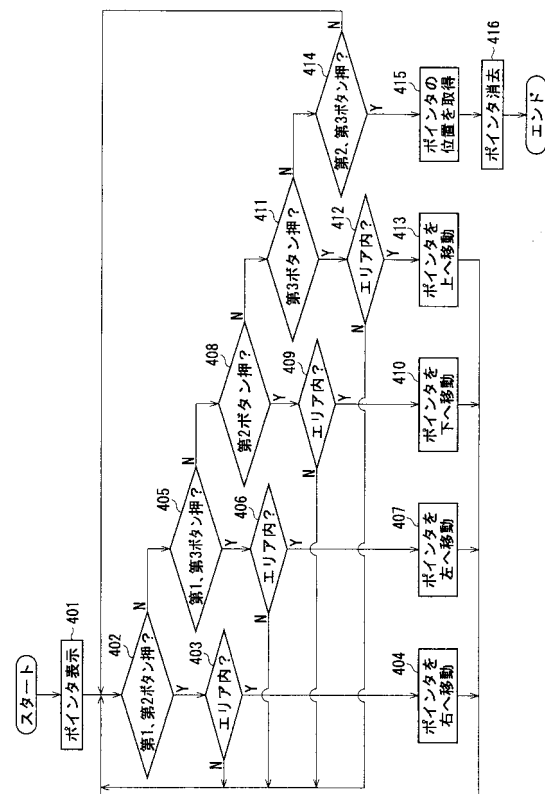 スタート
401
ポインタ表示
402
第1、第2ボタン押?
N
Y
403
エリア内?
N
Y
404
ポインタを
右へ移動
405
第1、第3ボタン押?
N
Y
406
エリア内?
N
Y
407
ポインタを
左へ移動
408
第2ボタン押?
N
Y
409
エリア内?
N
Y
410
ポインタを
下へ移動
411
第3ボタン押?
N
Y
412
エリア内?
N
Y
413
ポインタを
上へ移動
414
第2、第3ボタン押?
N
Y
415
ポインタの
位置を取得
416
ポインタ消去
エンド